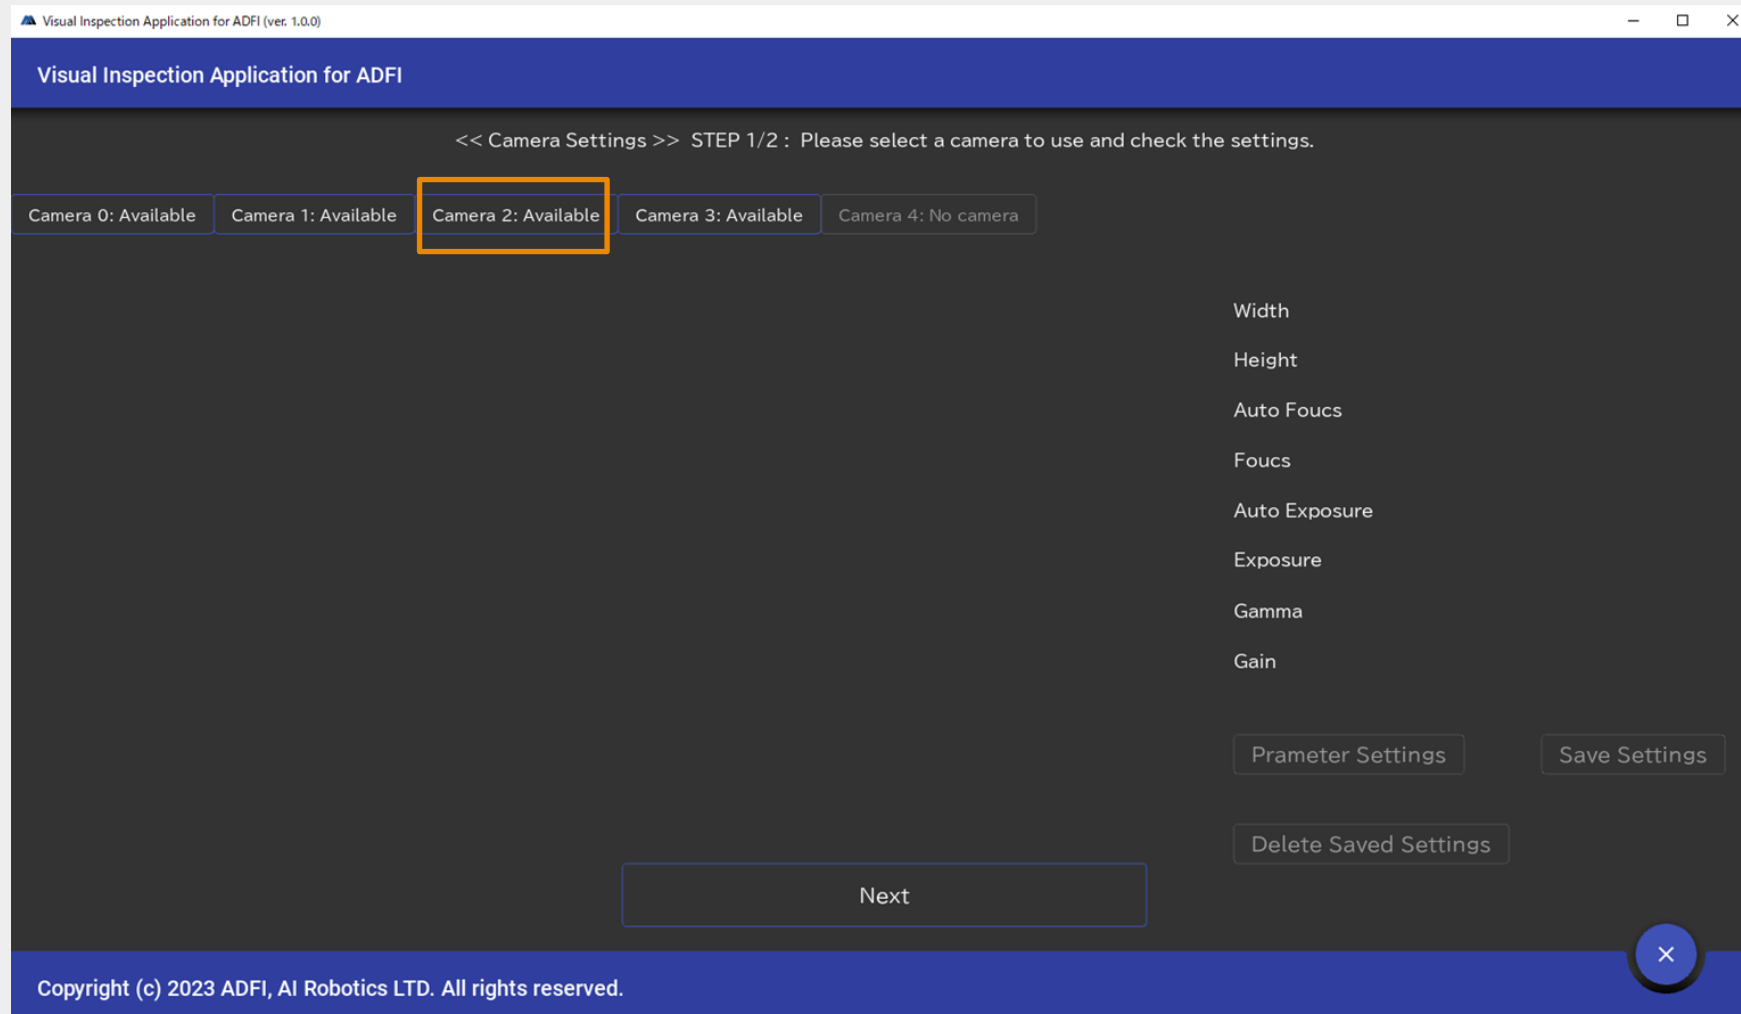 Visual Inspection Application for ADFI (ver. 1.0.0)
Visual Inspection Application for ADFI
<< Camera Settings >> STEP 1/2 : Please select a camera to use and check the settings.
Camera 0: Available
Camera 1: Available
Camera 2: Available
Camera 3: Available
Camera 4: No camera
Width
Height
Auto Foucs
Foucs
Auto Exposure
Exposure
Gamma
Gain
Prameter Settings
Save Settings
Delete Saved Settings
Next
Copyright (c) 2023 ADFI, AI Robotics LTD. All rights reserved.